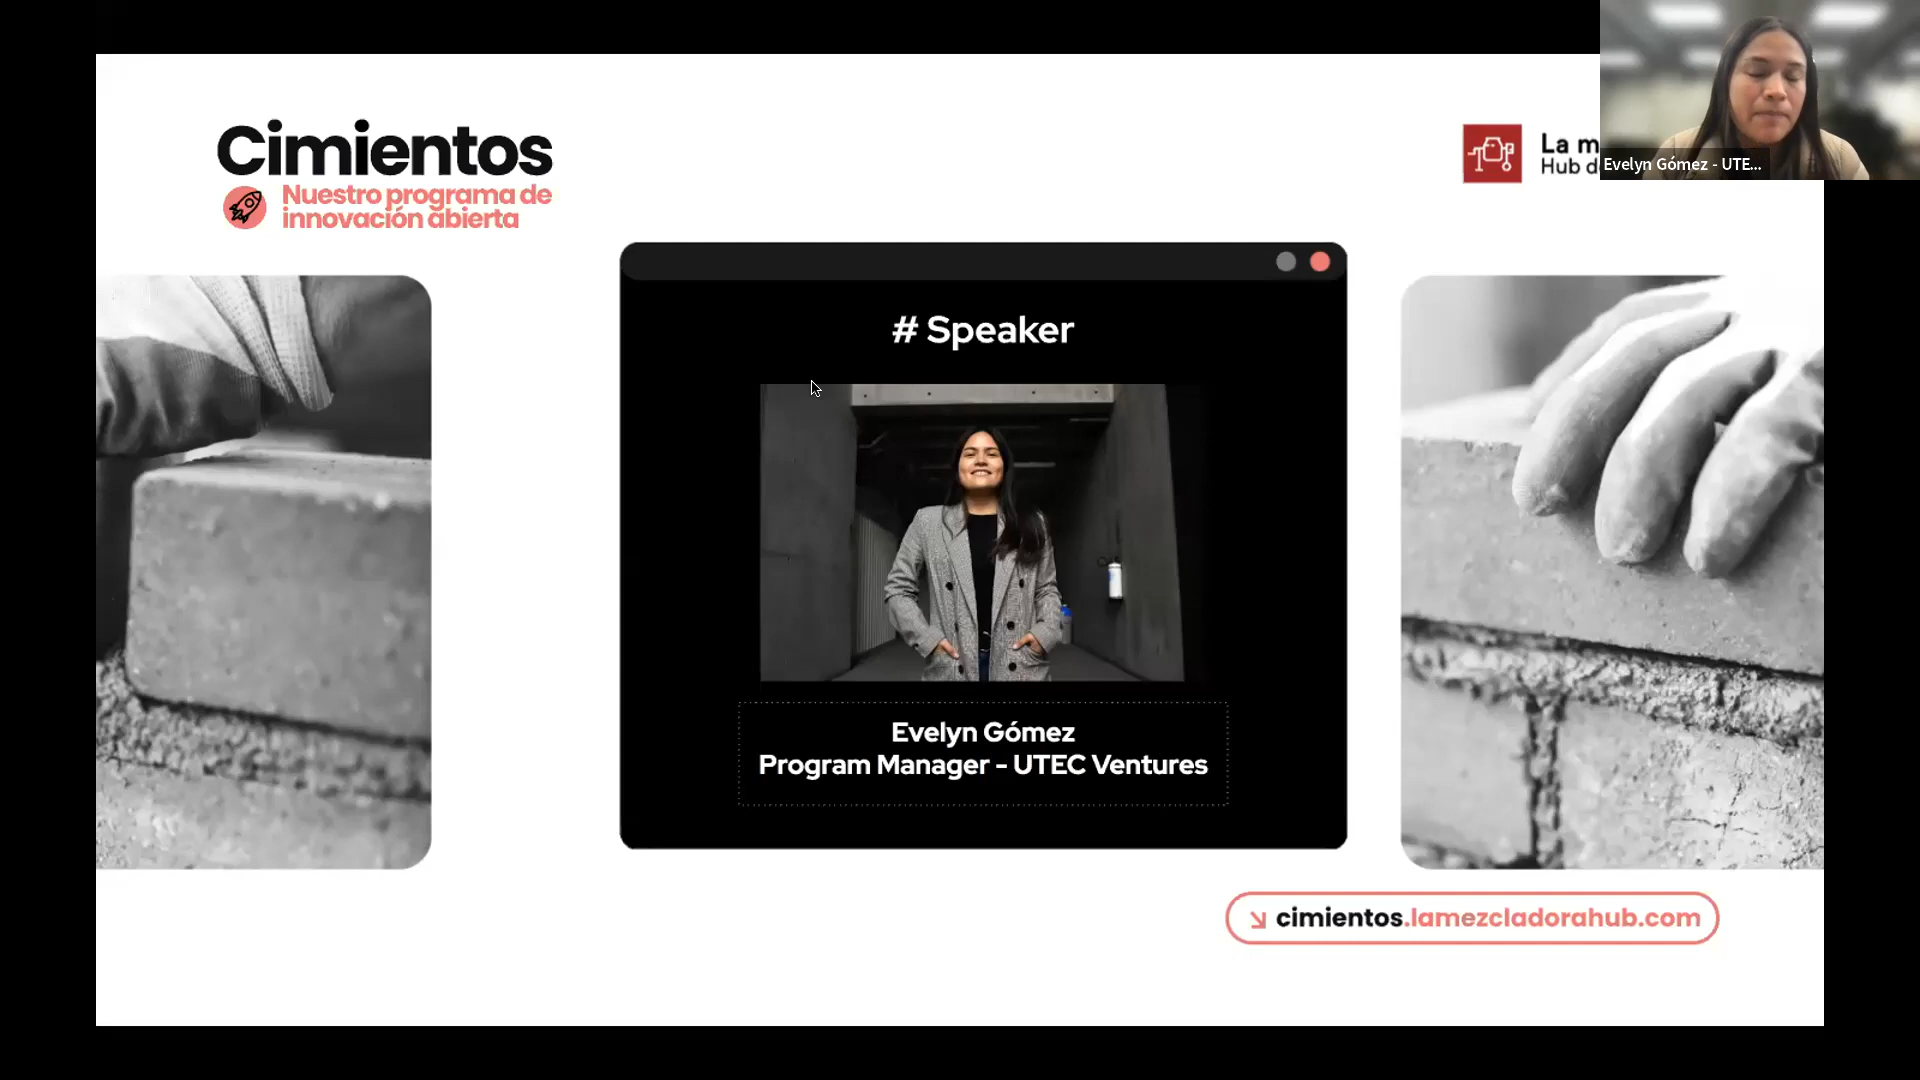 Cimientos
Nuestro programa de
innovación abierta
La m
Hub d
Evelyn Gómez - UTE...
# Speaker
Evelyn Gómez
Program Manager - UTEC Ventures
cimientos.lamezcladorahub.com